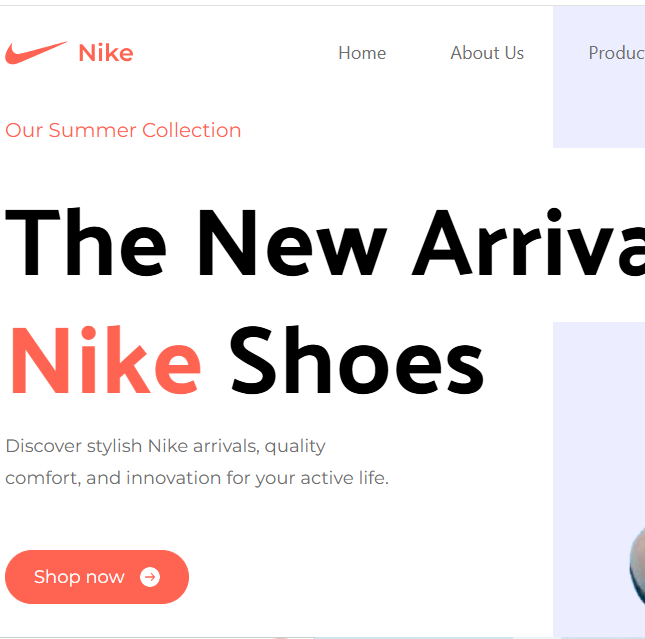 Nike
Home
About Us
Produc
Our Summer Collection
The New Arriva
Nike Shoes
Discover stylish Nike arrivals, quality
comfort, and innovation for your active life.
Shop now